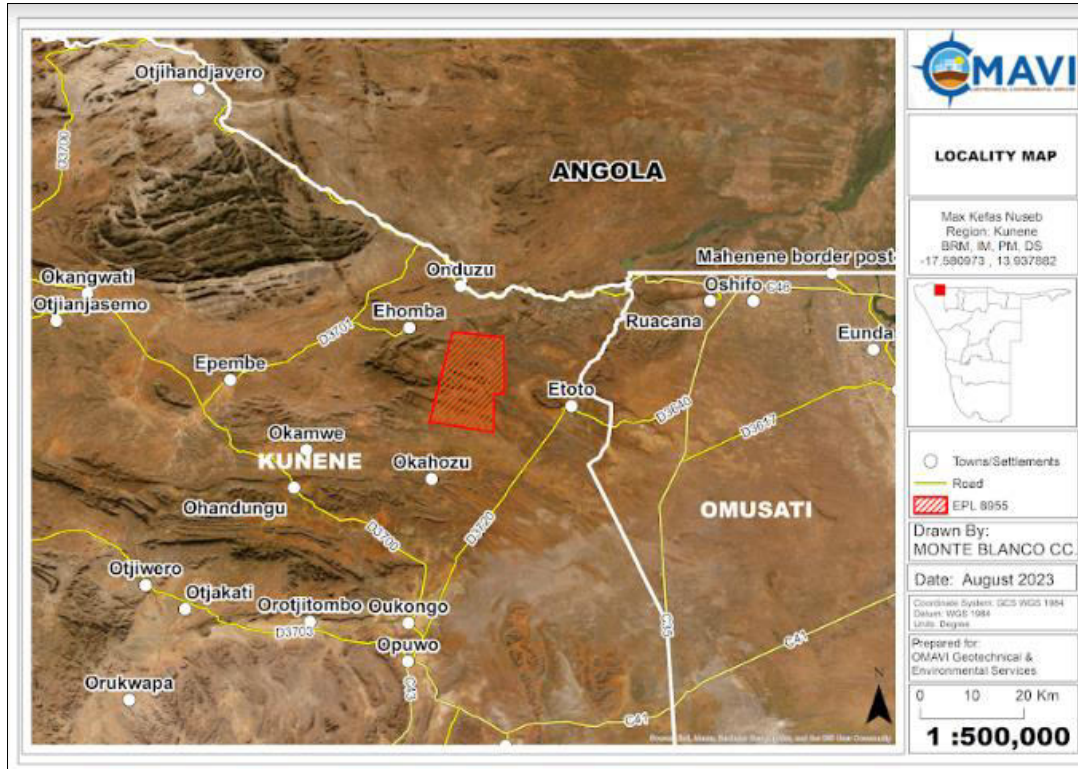 Otjihandjavero
D3700
ANGOLA
Okangwati
Otjianjasemo
Onduzu
Mahenene border post
Oshifo
C46
Ehomba
Ruacana
D3701
Eunda
Epembe
Etoto
D3640
D3617
Okamwe
KUNENE
Okahozu
Ohandungu
OMUSATI
D3700
D3720
Otjiwero
Otjakati
Orotjitombo
Oukongo
D3703
Opuwo
C35
C41
Orukwapa
C43
C41
N
OMAVI
GEOTECHNICAL & ENVIRONMENTAL SERVICES
LOCALITY MAP
Max Kefas Nuseb
Region: Kunene
BRM, IM, PM, DS
-17.580973 , 13.937882
Towns/Settlements
Road
EPL 8955
Drawn By:
MONTE BLANCO CC.
Date: August 2023
Coordinate System: GCS WGS 1984
Datum: WGS 1984
Units: Degree
Prepared for:
OMAVI Geotechnical &
Environmental Services
0 10 20 Km
1 :500,000